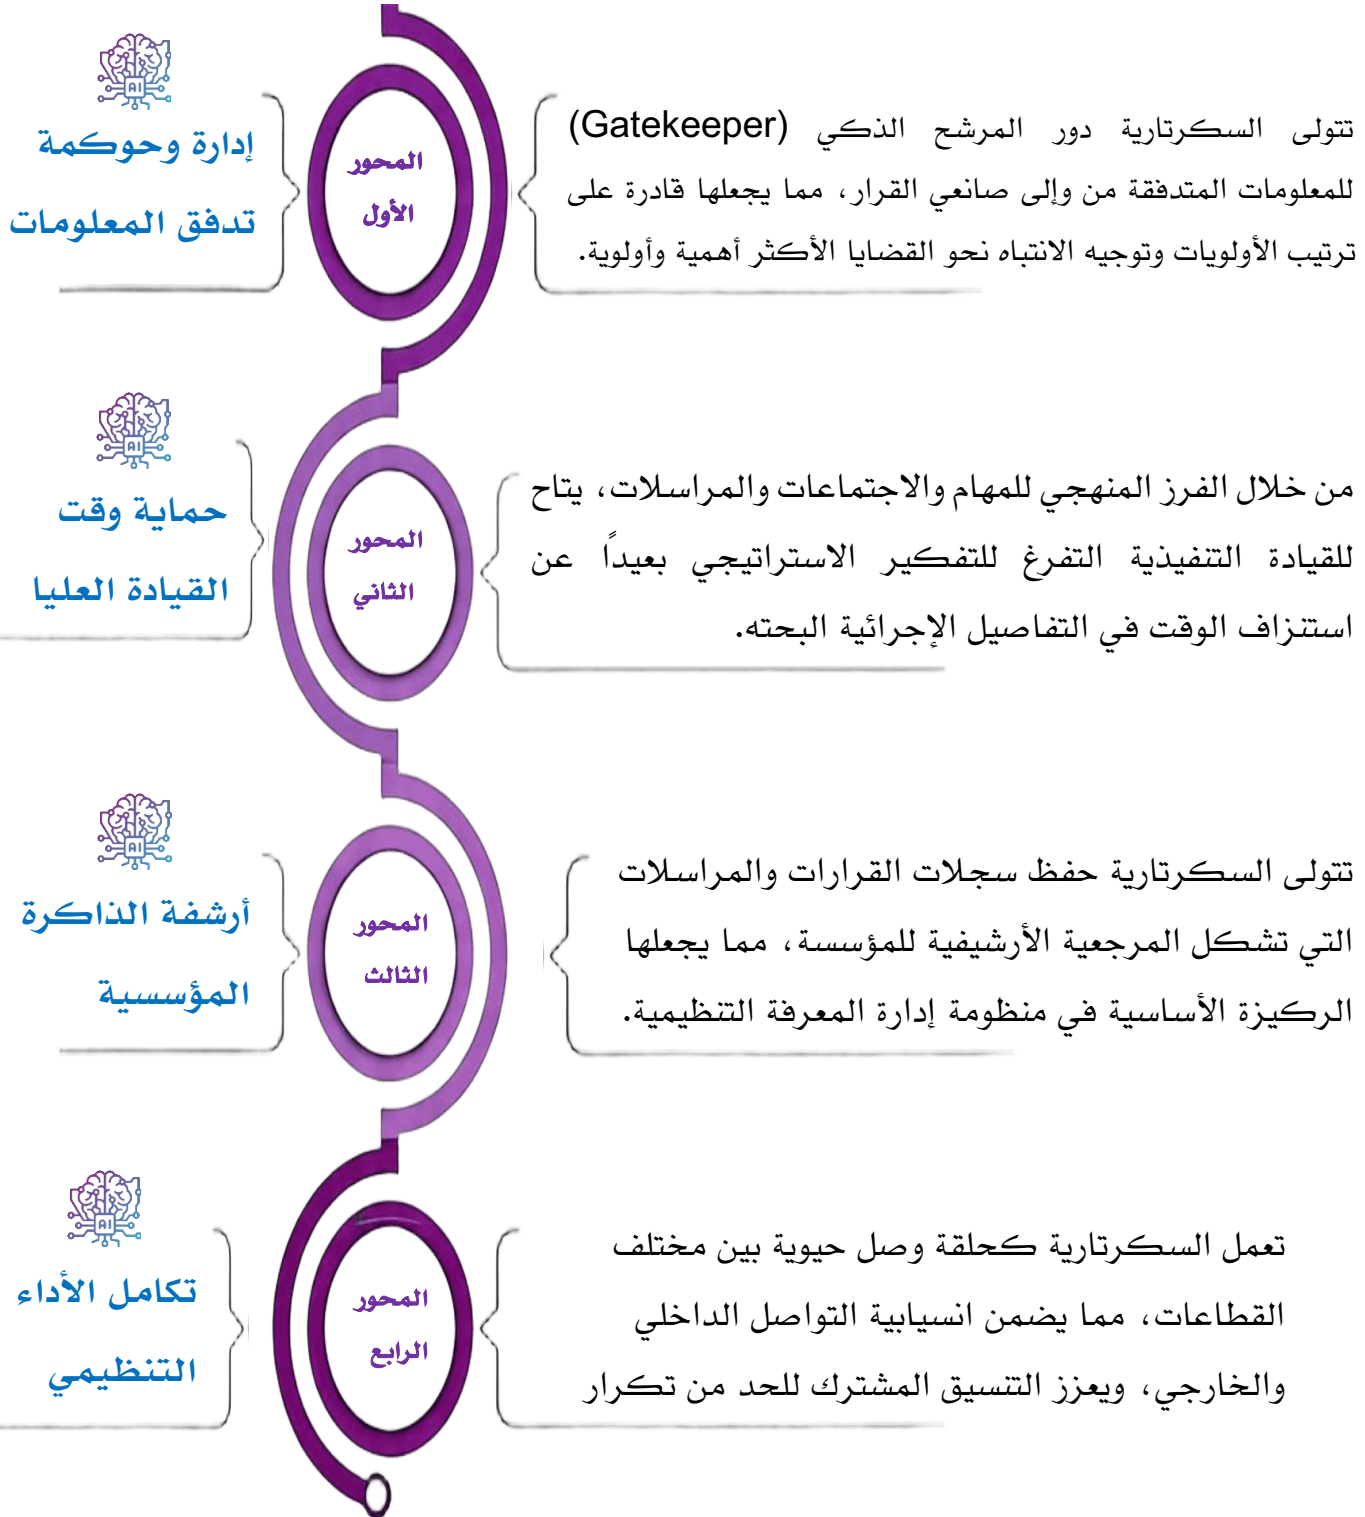 AI
إدارة وحوكمة
تدفق المعلومات
المحور
الأول
تتولى السكرتارية دور المرشح الذكي (Gatekeeper)
للمعلومات المتدفقة من وإلى صانعي القرار، مما يجعلها قادرة على
ترتيب الأولويات وتوجيه الانتباه نحو القضايا الأكثر أهمية وأولوية.
AI
حماية وقت
القيادة العليا
المحور
الثاني
من خلال الفرز المنهجي للمهام والاجتماعات والمراسلات، يتاح
للقيادة التنفيذية التفرغ للتفكير الاستراتيجي بعيداً عن
استنزاف الوقت في التفاصيل الإجرائية البحته.
AI
أرشفة الذاكرة
المؤسسية
المحور
الثالث
تتولى السكرتارية حفظ سجلات القرارات والمراسلات
التي تشكل المرجعية الأرشيفية للمؤسسة، مما يجعلها
الركيزة الأساسية في منظومة إدارة المعرفة التنظيمية.
AI
تكامل الأداء
التنظيمي
المحور
الرابع
تعمل السكرتارية كحلقة وصل حيوية بين مختلف
القطاعات، مما يضمن انسيابية التواصل الداخلي
والخارجي، ويعزز التنسيق المشترك للحد من تكرار